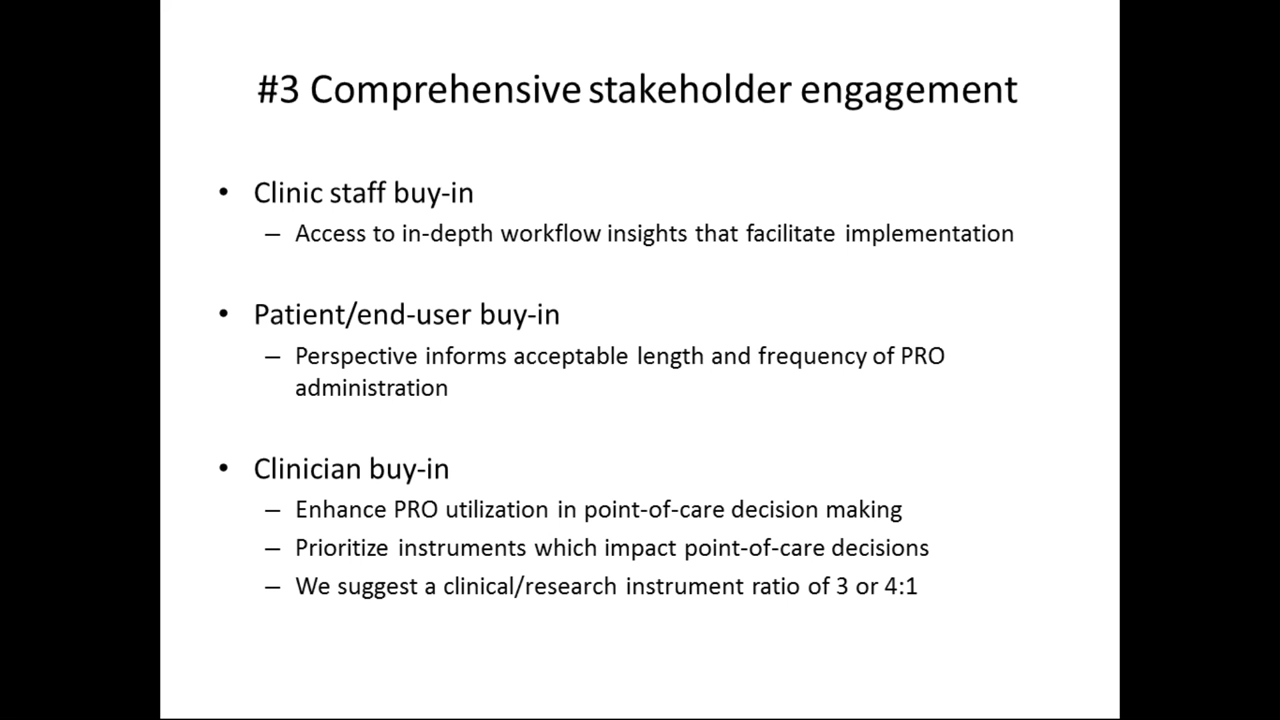 #3 Comprehensive stakeholder engagement
• Clinic staff buy-in
– Access to in-depth workflow insights that facilitate implementation
• Patient/end-user buy-in
– Perspective informs acceptable length and frequency of PRO
administration
• Clinician buy-in
– Enhance PRO utilization in point-of-care decision making
– Prioritize instruments which impact point-of-care decisions
– We suggest a clinical/research instrument ratio of 3 or 4:1